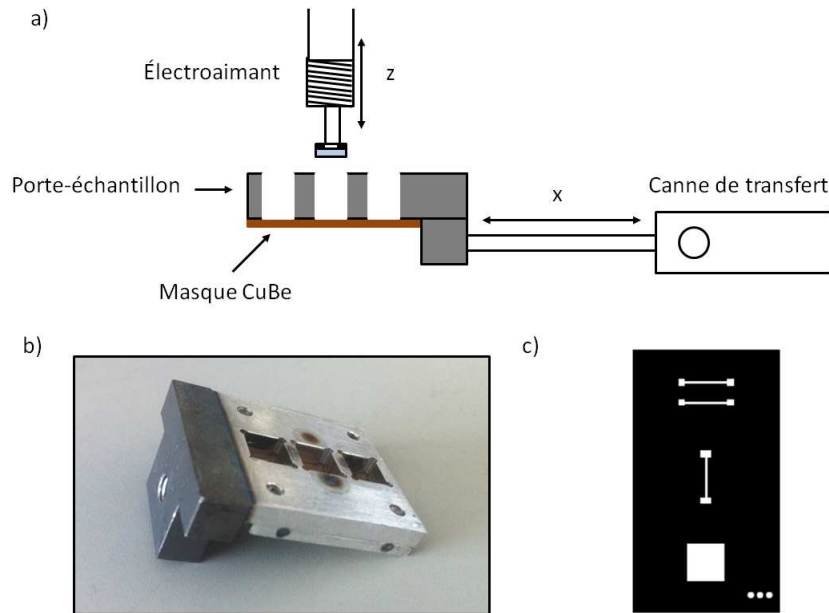 a)
Électroaimant
z
Porte-échantillon
x
Canne de transfert
Masque CuBe
b)
c)